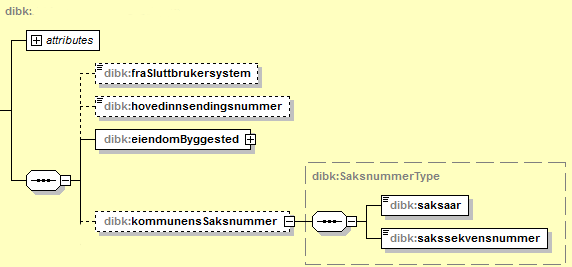 dibk:
attributes
dibk:fraSluttbrukersystem
dibk:hovedinnsendingsnummer
dibk:eiendomByggested
dibk:SaksnummerType
dibk:kommunensSaksnummer
dibk:saksaar
dibk:sakssekvensnummer